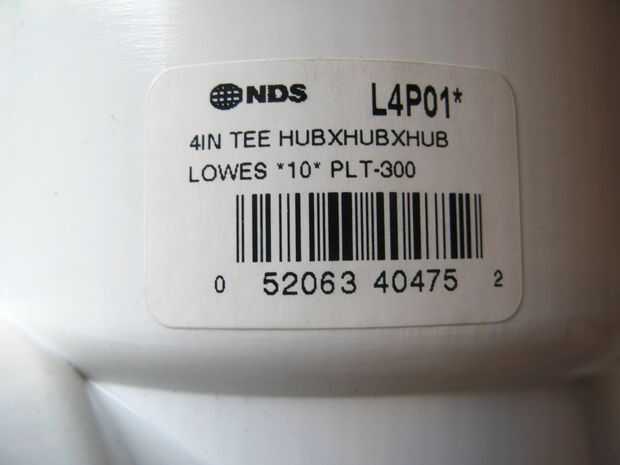 NDS L4P01*
4IN TEE HUBXHUBXHUB
LOWES *10* PLT-300
0 52063 40475 2